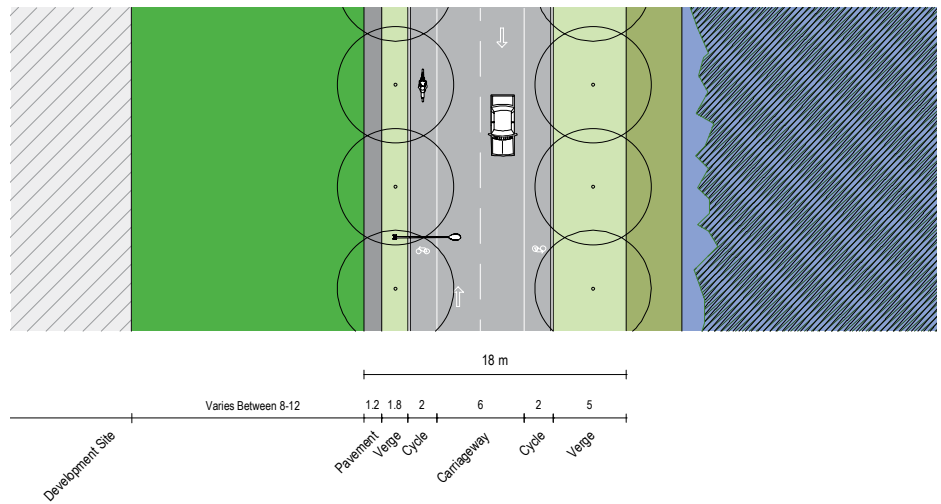 18 m
Varies Between 8-12
1.2
1.8
2
6
2
5
Development Site
Pavement
Verge
Cycle
Carriageway
Cycle
Verge